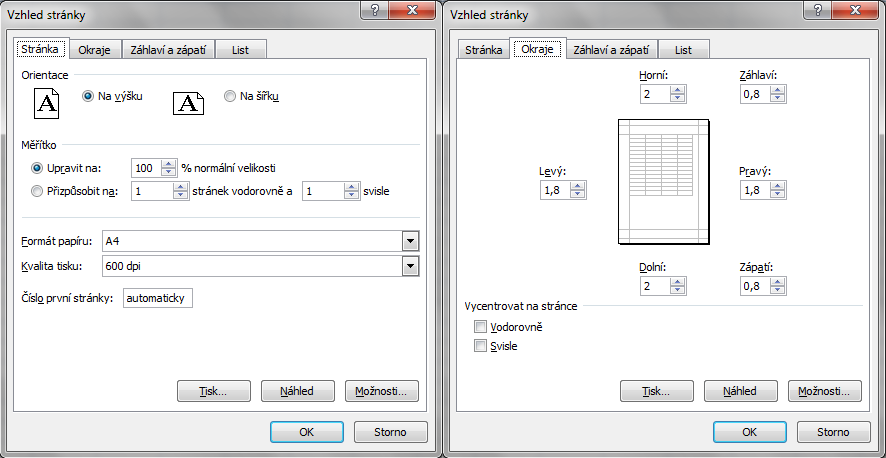 Vzhled stránky
Stránka Okraje Záhlaví a zápatí List
Orientace
A Na výšku A Na šířku
Měřítko
Upravit na: 100 % normální velikosti
Přizpůsobit na: 1 stránek vodorovně a 1 svisle
Formát papíru: A4
Kvalita tisku: 600 dpi
Číslo první stránky: automaticky
Tisk... Náhled Možnosti...
OK Storno
Vzhled stránky
Stránka Okraje Záhlaví a zápatí List
Horní: Záhlaví:
2 0,8
Levý: Pravý:
1,8 1,8
Dolní: Zápatí:
2 0,8
Vycentrovat na stránce
Vodorovně
Svisle
Tisk... Náhled Možnosti...
OK Storno